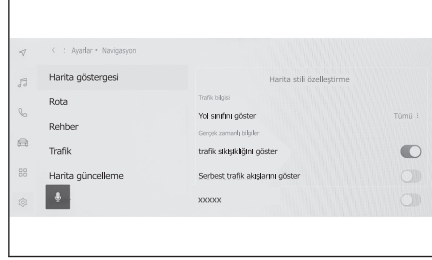 < ⋮ Ayarlar • Navigasyon
Harita göstergesi
Rota
Rehber
Trafik
Harita güncelleme
Harita stili özelleştirme
Trafik bilgisi
Yol sınıfını göster
Tümü ⋮
Gerçek zamanlı bilgiler
trafik sıkışıklığını göster
Serbest trafik akışlarını göster
xxxxx